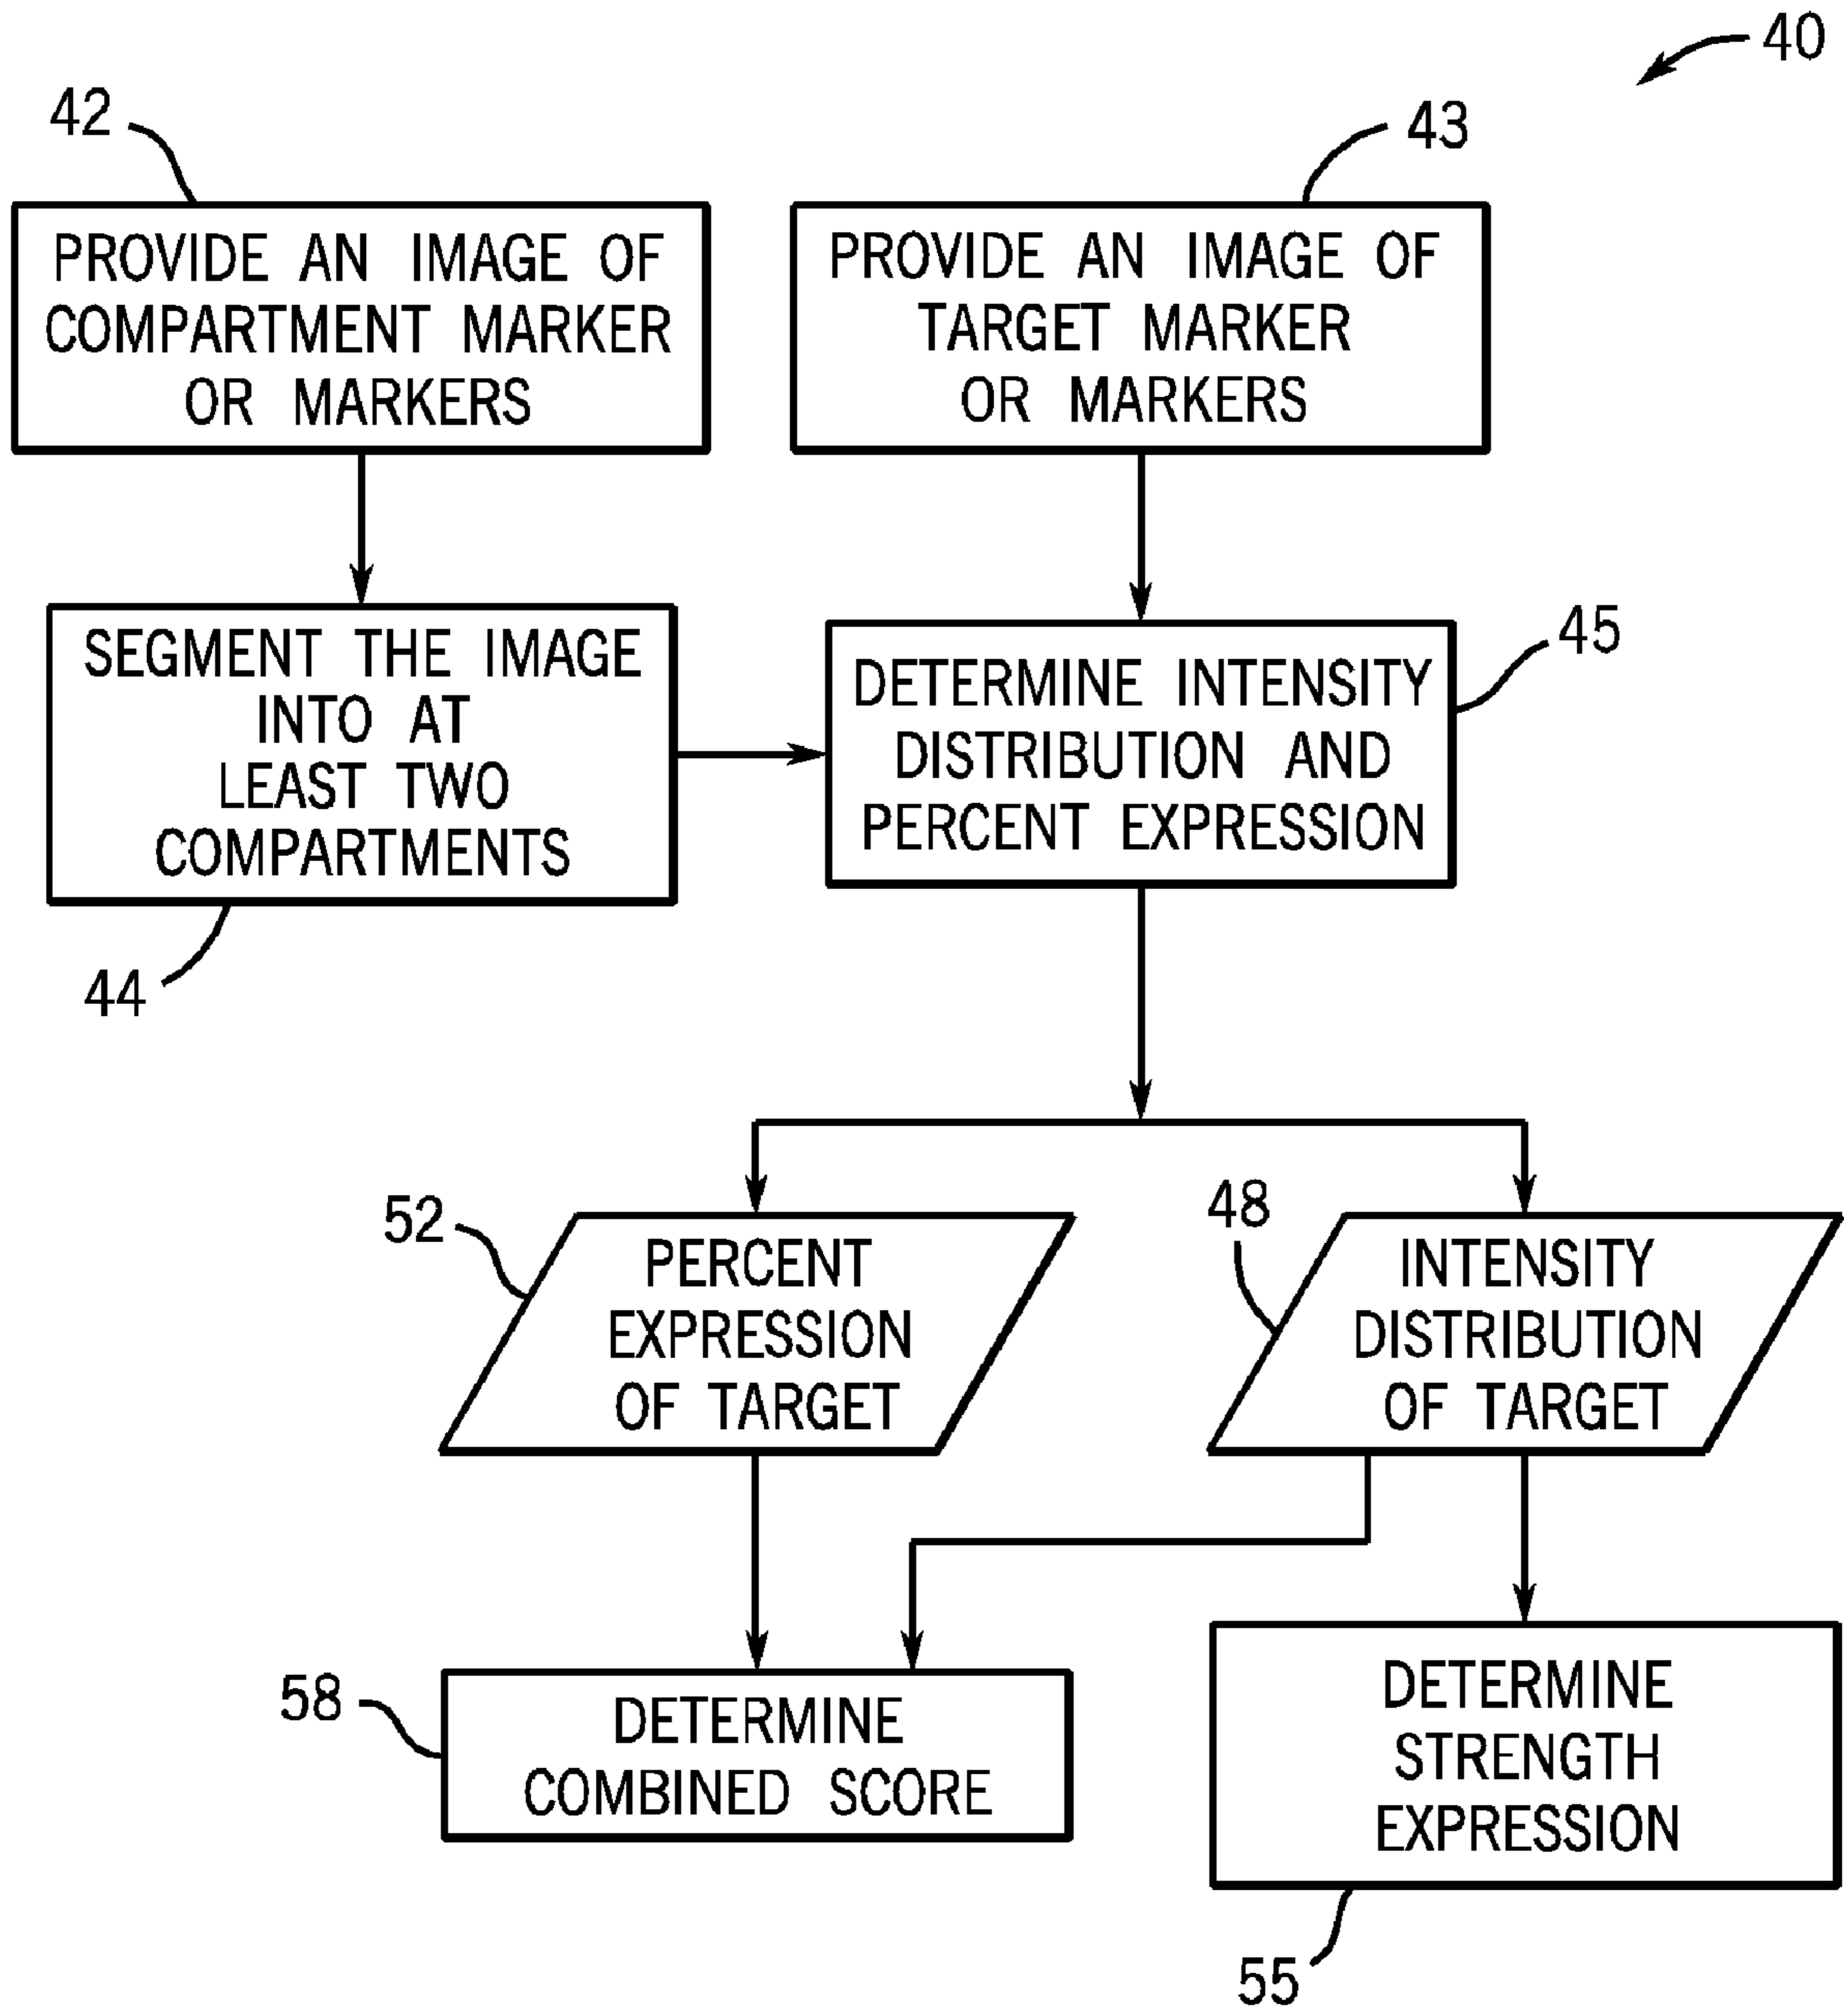 40
42
PROVIDE AN IMAGE OF
COMPARTMENT MARKER
OR MARKERS
43
PROVIDE AN IMAGE OF
TARGET MARKER
OR MARKERS
SEGMENT THE IMAGE
INTO AT
LEAST TWO
COMPARTMENTS
44
45
DETERMINE INTENSITY
DISTRIBUTION AND
PERCENT EXPRESSION
52
PERCENT
EXPRESSION
OF TARGET
48
INTENSITY
DISTRIBUTION
OF TARGET
58
DETERMINE
COMBINED SCORE
DETERMINE
STRENGTH
EXPRESSION
55